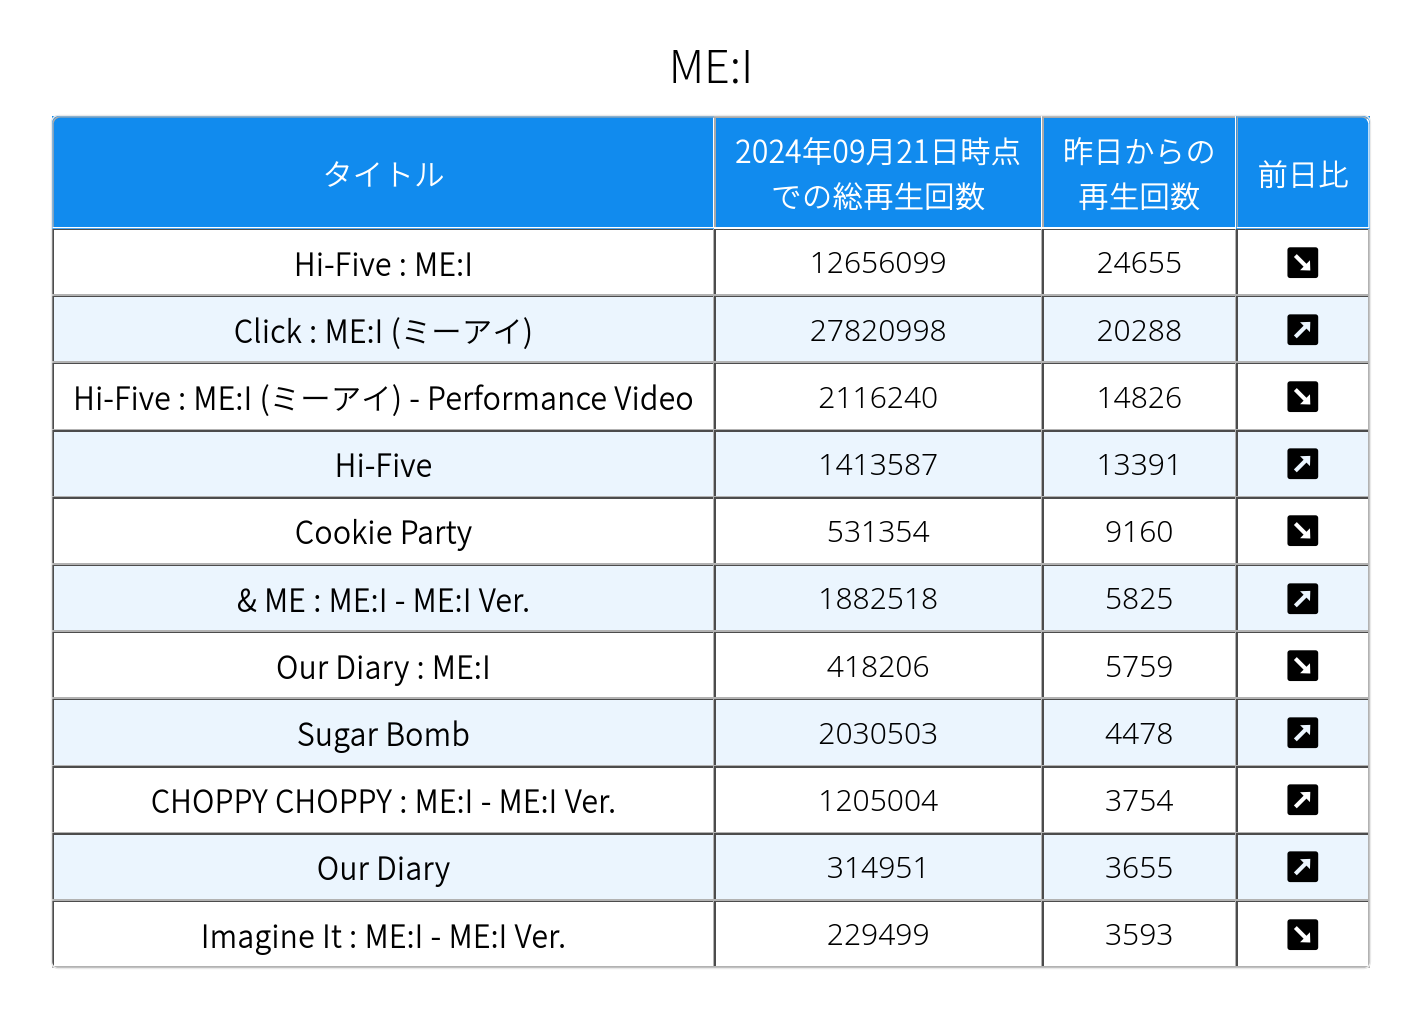 ME:I
タイトル
2024年09月21日時点
での総再生回数
昨日からの
再生回数
前日比
Hi-Five : ME:I 12656099 24655 ↘
Click : ME:I (ミーアイ) 27820998 20288 ↗
Hi-Five : ME:I (ミーアイ) - Performance Video 2116240 14826 ↘
Hi-Five 1413587 13391 ↗
Cookie Party 531354 9160 ↘
& ME : ME:I - ME:I Ver. 1882518 5825 ↗
Our Diary : ME:I 418206 5759 ↘
Sugar Bomb 2030503 4478 ↗
CHOPPY CHOPPY : ME:I - ME:I Ver. 1205004 3754 ↗
Our Diary 314951 3655 ↗
Imagine It : ME:I - ME:I Ver. 229499 3593 ↘